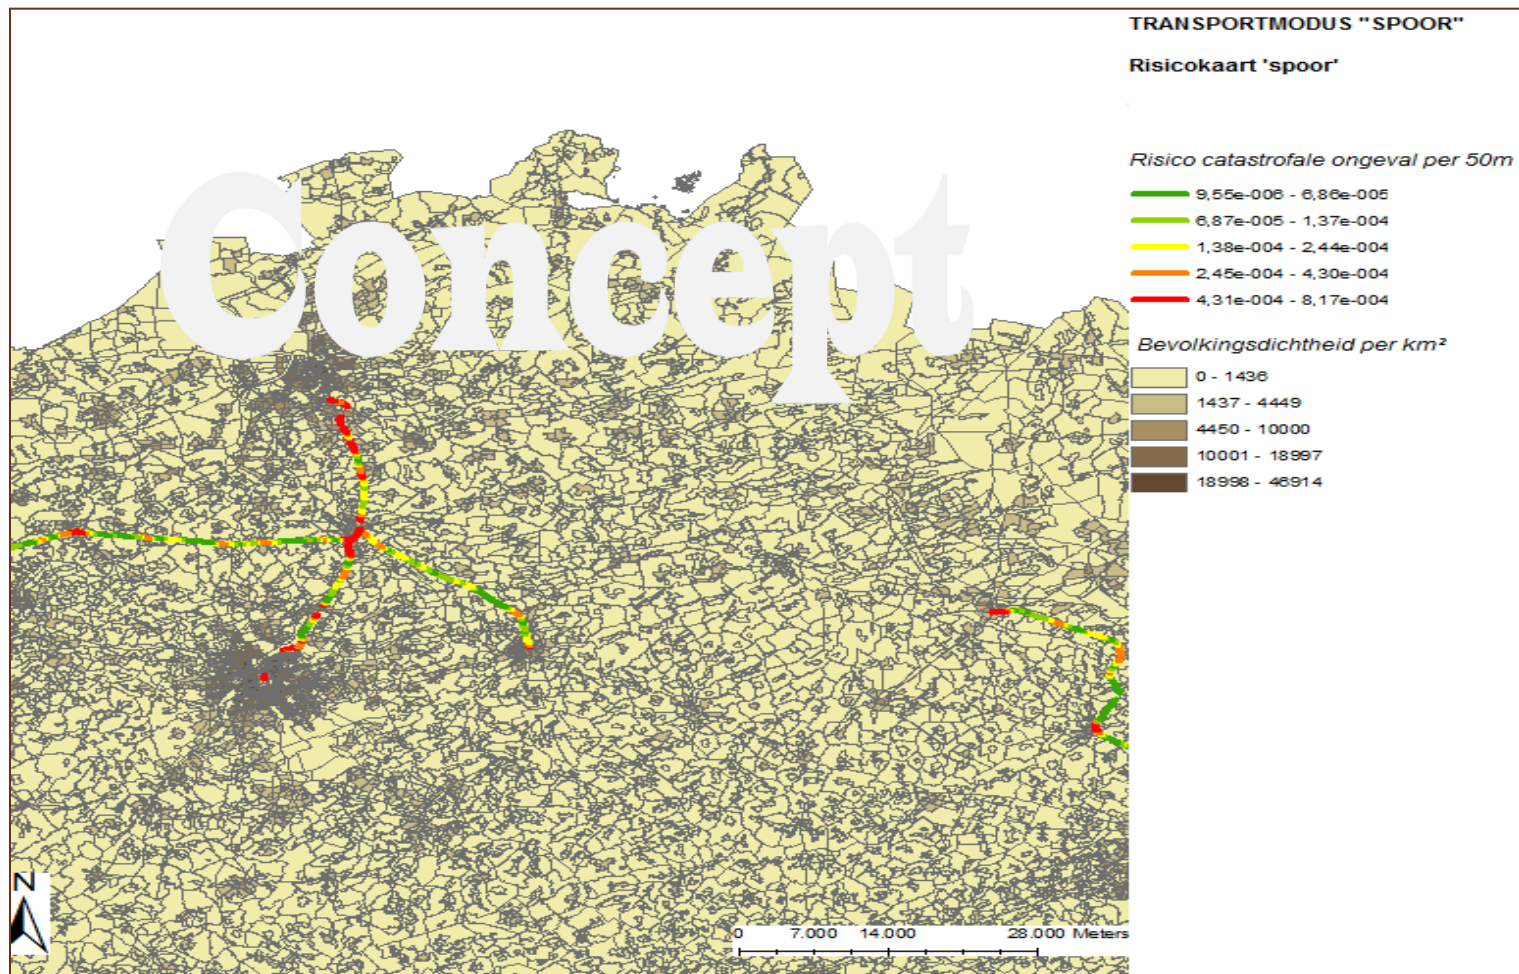 TRANSPORTMODUS "SPOOR"
Risicokaart 'spoor'
Risico catastrofale ongeval per 50m
9,55e-006 - 6,86e-005
6,87e-005 - 1,37e-004
1,38e-004 - 2,44e-004
2,45e-004 - 4,30e-004
4,31e-004 - 8,17e-004
Bevolkingsdichtheid per km²
0 - 1436
1437 - 4449
4450 - 10000
10001 - 18997
18998 - 46914
Concept
N
0 7.000 14.000 28.000 Meters